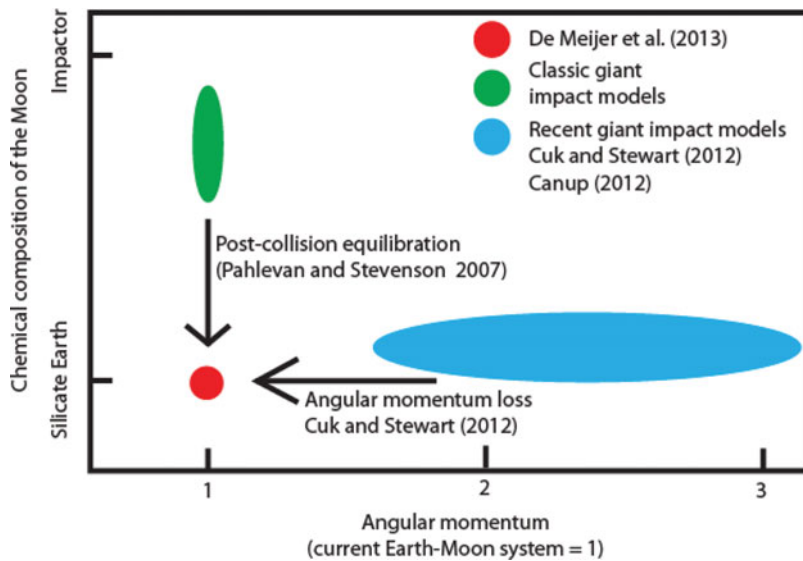 Chemical composition of the Moon
Impactor
Silicate Earth
De Meijer et al. (2013)
Classic giant
impact models
Recent giant impact models
Cuk and Stewart (2012)
Canup (2012)
Post-collision equilibration
(Pahlevan and Stevenson 2007)
Angular momentum loss
Cuk and Stewart (2012)
1
2
3
Angular momentum
(current Earth-Moon system = 1)